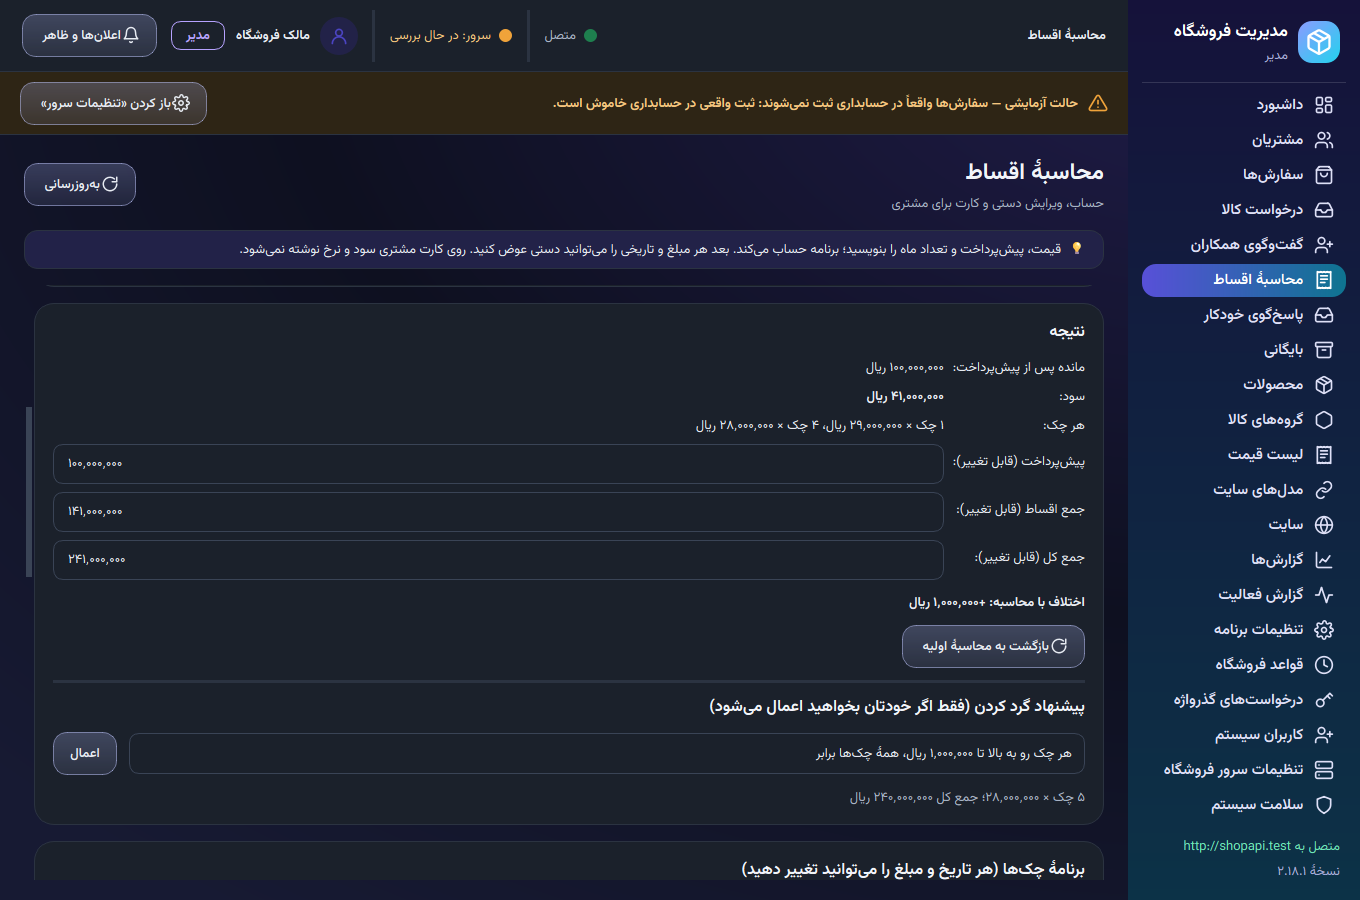 مدیریت فروشگاه
مدیر
داشبورد
مشتریان
سفارش‌ها
درخواست کالا
گفت‌وگوی همکاران
محاسبهٔ اقساط
پاسخ‌گوی خودکار
بایگانی
محصولات
گروه‌های کالا
لیست قیمت
مدل‌های سایت
سایت
گزارش‌ها
گزارش فعالیت
تنظیمات برنامه
قواعد فروشگاه
درخواست‌های گذرواژه
کاربران سیستم
تنظیمات سرور فروشگاه
سلامت سیستم
متصل به http://shopapi.test
نسخهٔ ۲.۱۸.۱
محاسبهٔ اقساط
متصل
سرور: در حال بررسی
مالک فروشگاه
مدیر
اعلان‌ها و ظاهر
حالت آزمایشی — سفارش‌ها واقعاً در حسابداری ثبت نمی‌شوند: ثبت واقعی در حسابداری خاموش است.
باز کردن «تنظیمات سرور»
محاسبهٔ اقساط
حساب، ویرایش دستی و کارت برای مشتری
به‌روزرسانی
قیمت، پیش‌پرداخت و تعداد ماه را بنویسید؛ برنامه حساب می‌کند. بعد هر مبلغ و تاریخی را می‌توانید دستی عوض کنید. روی کارت مشتری سود و نرخ نوشته نمی‌شود.
نتیجه
مانده پس از پیش‌پرداخت: ۱۰۰,۰۰۰,۰۰۰ ریال
سود: ۴۱,۰۰۰,۰۰۰ ریال
هر چک: ۱ چک × ۲۹,۰۰۰,۰۰۰ ریال، ۴ چک × ۲۸,۰۰۰,۰۰۰ ریال
پیش‌پرداخت (قابل تغییر): ۱۰۰,۰۰۰,۰۰۰
جمع اقساط (قابل تغییر): ۱۴۱,۰۰۰,۰۰۰
جمع کل (قابل تغییر): ۲۴۱,۰۰۰,۰۰۰
اختلاف با محاسبه: +۱,۰۰۰,۰۰۰ ریال
بازگشت به محاسبهٔ اولیه
پیشنهاد گرد کردن (فقط اگر خودتان بخواهید اعمال می‌شود)
هر چک رو به بالا تا ۱,۰۰۰,۰۰۰ ریال، همهٔ چک‌ها برابر
اعمال
۵ چک × ۲۸,۰۰۰,۰۰۰؛ جمع کل ۲۴۰,۰۰۰,۰۰۰ ریال
برنامهٔ چک‌ها (هر تاریخ و مبلغ را می‌توانید تغییر دهید)